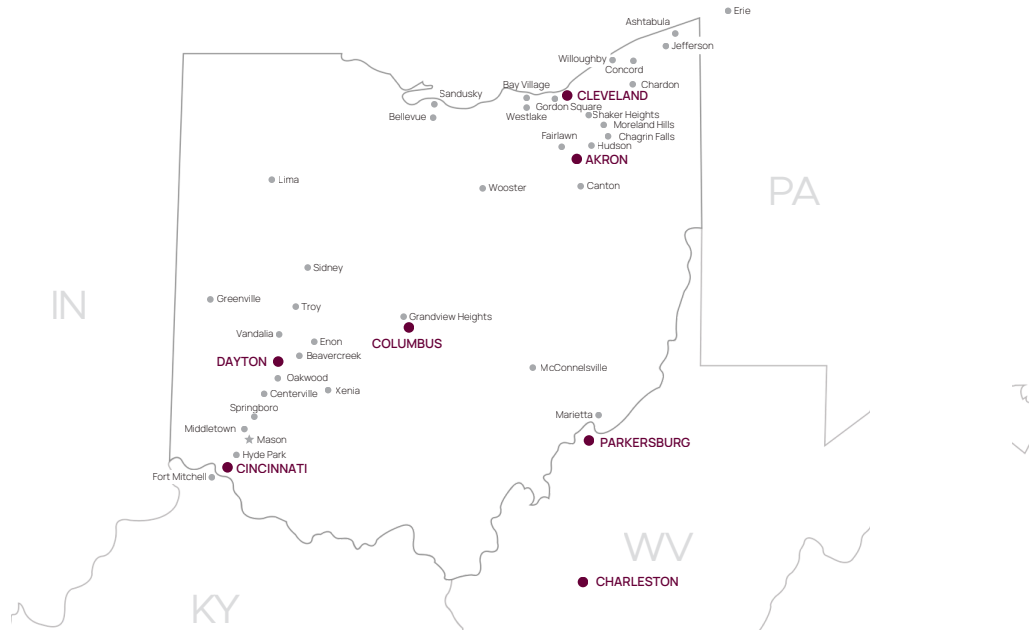 Erie
Ashtabula
Jefferson
Willoughby
Concord
Chardon
Bay Village
CLEVELAND
Sandusky
Gordon Square
Bellevue
Westlake
Shaker Heights
Moreland Hills
Fairlawn
Chagrin Falls
Hudson
AKRON
Lima
Wooster
Canton
PA
Sidney
IN
Greenville
Troy
Grandview Heights
Vandalia
Enon
COLUMBUS
Beavercreek
DAYTON
McConnelsville
Oakwood
Centerville
Xenia
Springboro
Marietta
Middletown
Mason
PARKERSBURG
Hyde Park
CINCINNATI
Fort Mitchell
WV
CHARLESTON
KY